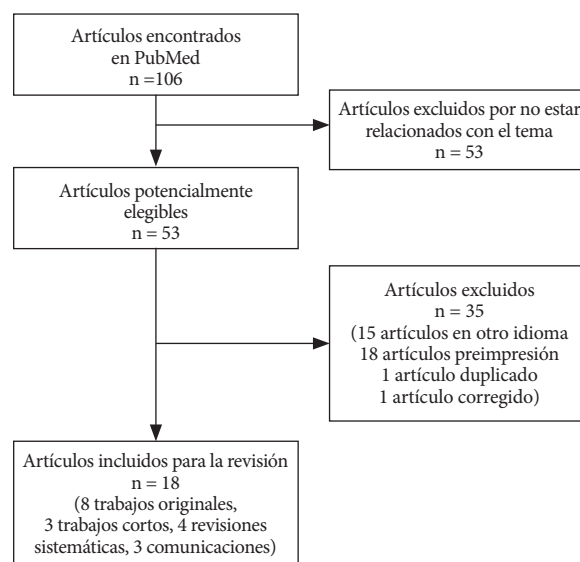 Artículos encontrados
en PubMed
n =106
Artículos excluidos por no estar
relacionados con el tema
n = 53
Artículos potencialmente
elegibles
n = 53
Artículos excluidos
n = 35
(15 artículos en otro idioma
18 artículos preimpresión
1 artículo duplicado
1 artículo corregido)
Artículos incluidos para la revisión
n = 18
(8 trabajos originales,
3 trabajos cortos, 4 revisiones
sistemáticas, 3 comunicaciones)